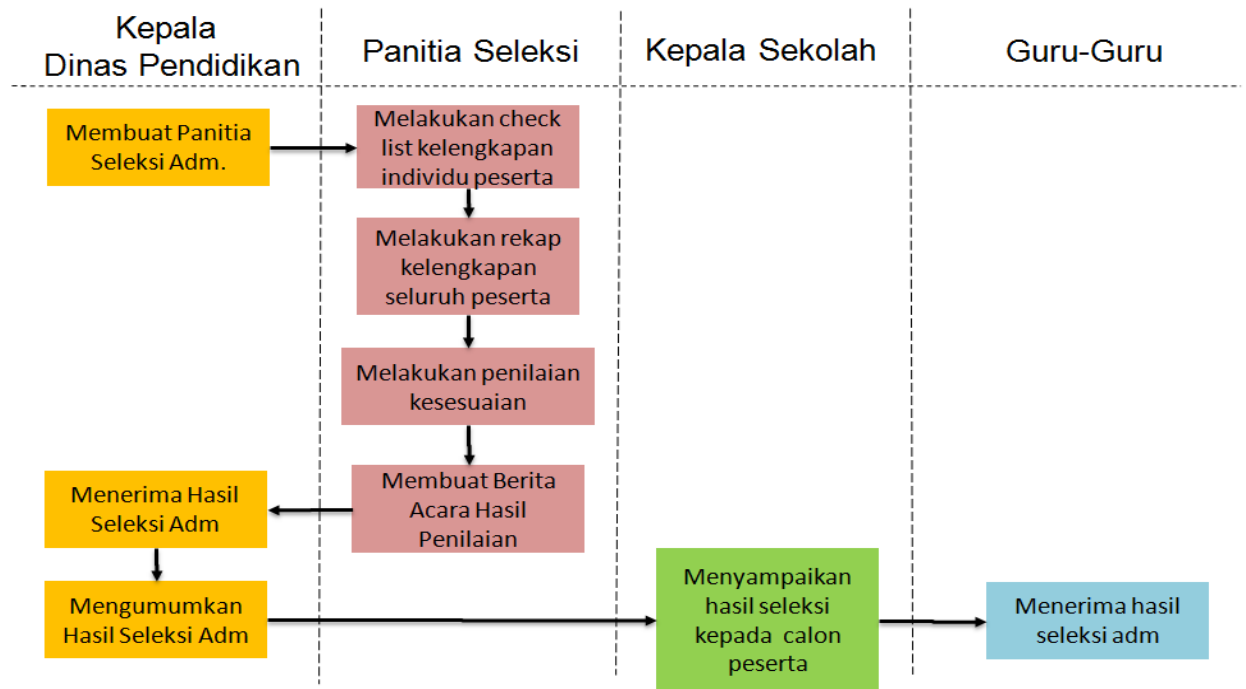 Kepala
Dinas Pendidikan
Panitia Seleksi
Kepala Sekolah
Guru-Guru
Membuat Panitia
Seleksi Adm.
Melakukan check
list kelengkapan
individu peserta
Melakukan rekap
kelengkapan
seluruh peserta
Melakukan penilaian
kesesuaian
Membuat Berita
Acara Hasil
Penilaian
Menerima Hasil
Seleksi Adm
Mengumumkan
Hasil Seleksi Adm
Menyampaikan
hasil seleksi
kepada calon
peserta
Menerima hasil
seleksi adm